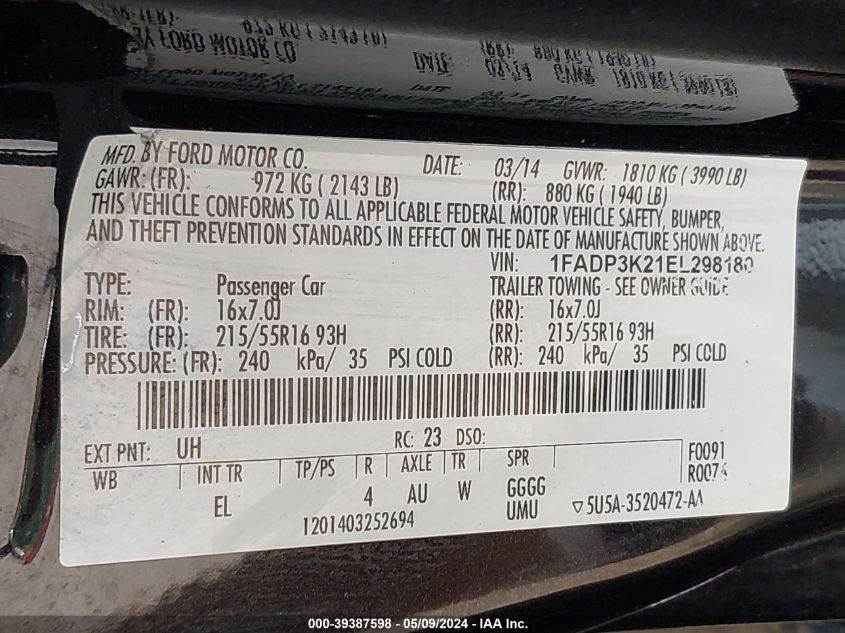 BY FORD MOTOR CO
MFD. BY FORD MOTOR CO. DATE: 03/14 GVWR: 1810 KG ( 3990 LB)
GAWR: (FR): 972 KG ( 2143 LB) (RR): 880 KG ( 1940 LB)
THIS VEHICLE CONFORMS TO ALL APPLICABLE FEDERAL MOTOR VEHICLE SAFETY, BUMPER,
AND THEFT PREVENTION STANDARDS IN EFFECT ON THE DATE OF MANUFACTURE SHOWN ABOVE.
VIN: 1FADP3K21EL298180
TYPE: Passenger Car TRAILER TOWING - SEE OWNER GUIDE
RIM: (FR): 16x7.0J (RR): 16x7.0J
TIRE: (FR): 215/55R16 93H (RR): 215/55R16 93H
PRESSURE: (FR): 240 kPa/ 35 PSI COLD (RR): 240 kPa/ 35 PSI COLD
EXT PNT: UH RC: 23 DSO: F0091
WB INT TR TP/PS R AXLE TR SPR R0074
EL 4 AU W GGGG
UMU
1201403252694 ▽5U5A-3520472-AA
000-39387598 - 05/09/2024 - IAA Inc.